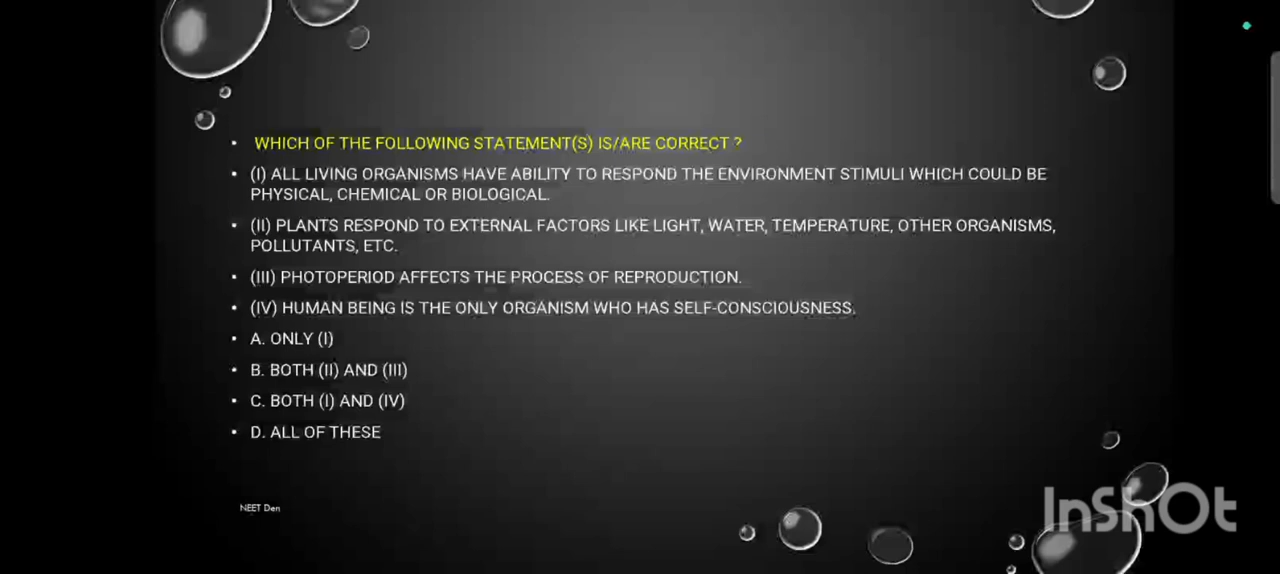 • WHICH OF THE FOLLOWING STATEMENT(S) IS/ARE CORRECT ?
• (I) ALL LIVING ORGANISMS HAVE ABILITY TO RESPOND THE ENVIRONMENT STIMULI WHICH COULD BE
PHYSICAL, CHEMICAL OR BIOLOGICAL.
• (II) PLANTS RESPOND TO EXTERNAL FACTORS LIKE LIGHT, WATER, TEMPERATURE, OTHER ORGANISMS,
POLLUTANTS, ETC.
• (III) PHOTOPERIOD AFFECTS THE PROCESS OF REPRODUCTION.
• (IV) HUMAN BEING IS THE ONLY ORGANISM WHO HAS SELF-CONSCIOUSNESS.
• A. ONLY (I)
• B. BOTH (II) AND (III)
• C. BOTH (I) AND (IV)
• D. ALL OF THESE
NEET Den
InShOt